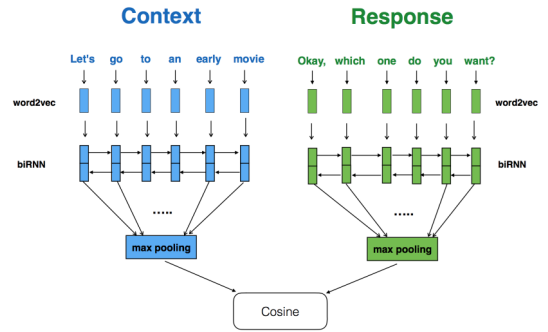 Context Response
Let's go to an early movie Okay, which one do you want?
word2vec word2vec
biRNN biRNN
..... .....
max pooling max pooling
Cosine